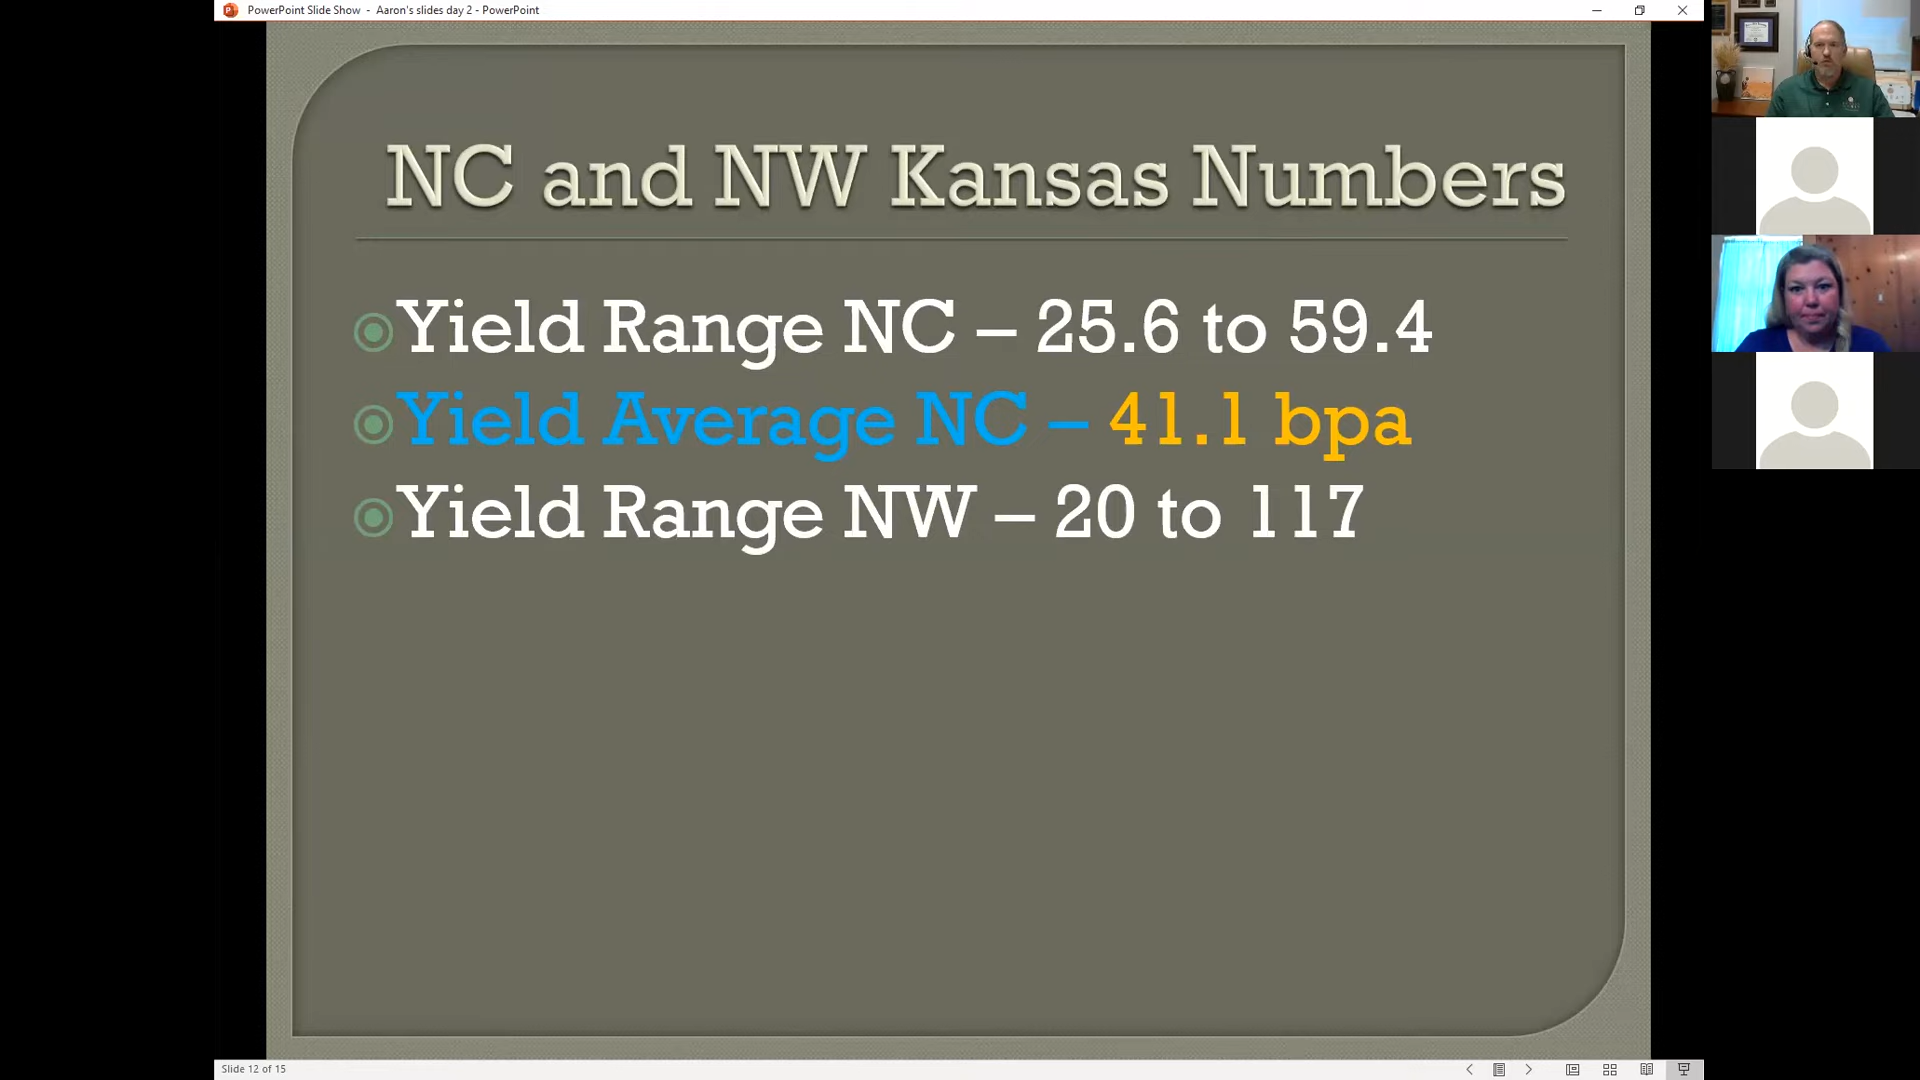 PowerPoint Slide Show - Aaron's slides day 2 - PowerPoint
NC and NW Kansas Numbers
Yield Range NC – 25.6 to 59.4
Yield Average NC – 41.1 bpa
Yield Range NW – 20 to 117
Slide 12 of 15